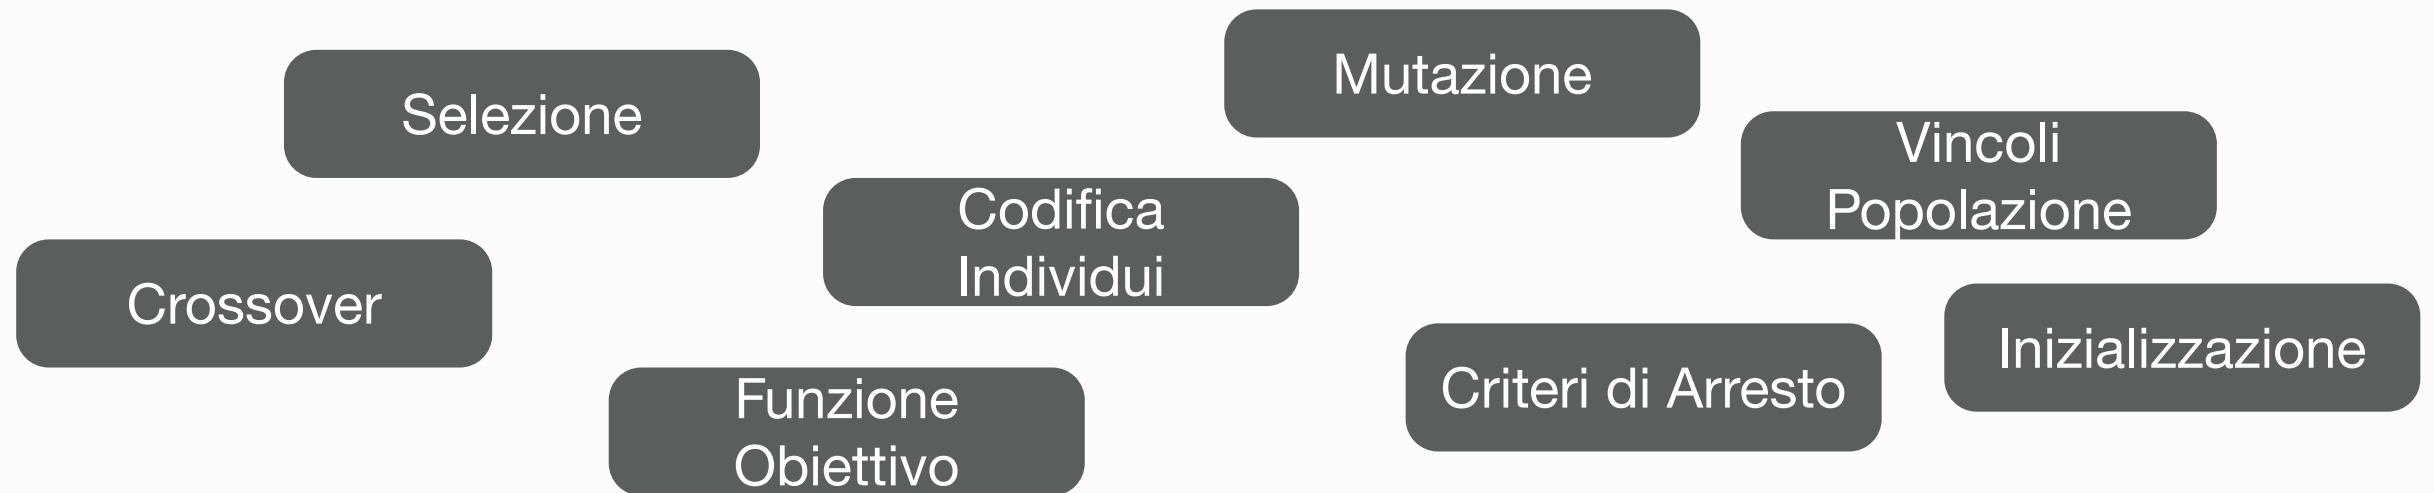 Mutazione
Selezione
Vincoli
Popolazione
Codifica
Individui
Crossover
Inizializzazione
Criteri di Arresto
Funzione
Obiettivo